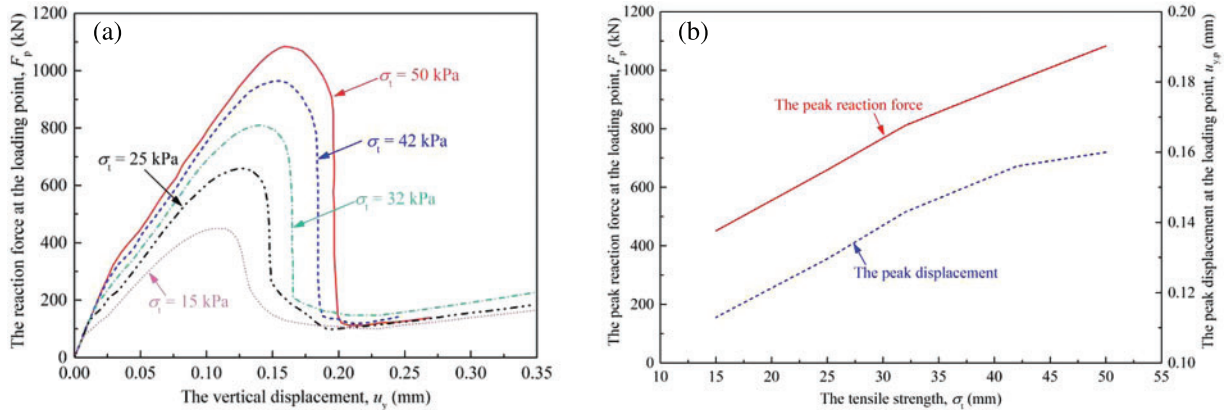 (a)
The reaction force at the loading point, Fp (kN)
1200
1000
800
600
400
200
0
σt = 50 kPa
σt = 42 kPa
σt = 25 kPa
σt = 32 kPa
σt = 15 kPa
0.00 0.05 0.10 0.15 0.20 0.25 0.30 0.35
The vertical displacement, uy (mm)
(b)
The peak reaction force at the loading point, Fp (kN)
1200
1000
800
600
400
200
0
The peak reaction force
The peak displacement
0.20
0.18
0.16
0.14
0.12
0.10
The peak displacement at the loading point, uy,p (mm)
10 15 20 25 30 35 40 45 50 55
The tensile strength, σt (mm)